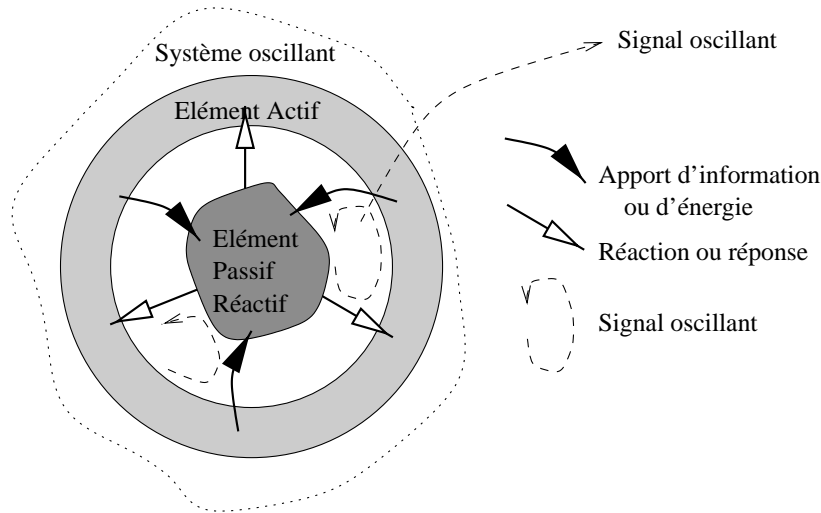 Signal oscillant
Système oscillant
Elément Actif
Apport d'information
ou d'énergie
Elément
Passif
Réactif
Réaction ou réponse
Signal oscillant